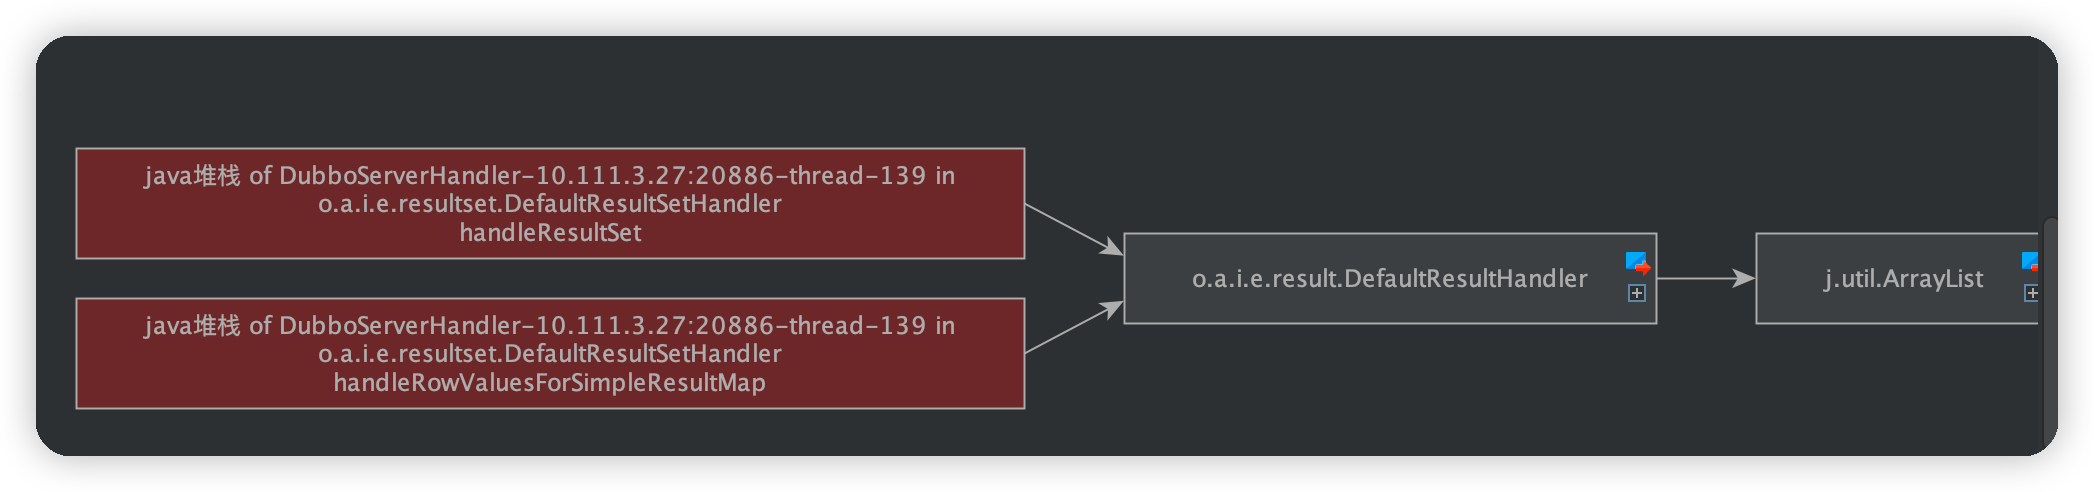 java堆栈 of DubboServerHandler-10.111.3.27:20886-thread-139 in
o.a.i.e.resultset.DefaultResultSetHandler
handleResultSet
java堆栈 of DubboServerHandler-10.111.3.27:20886-thread-139 in
o.a.i.e.resultset.DefaultResultSetHandler
handleRowValuesForSimpleResultMap
o.a.i.e.result.DefaultResultHandler
j.util.ArrayList